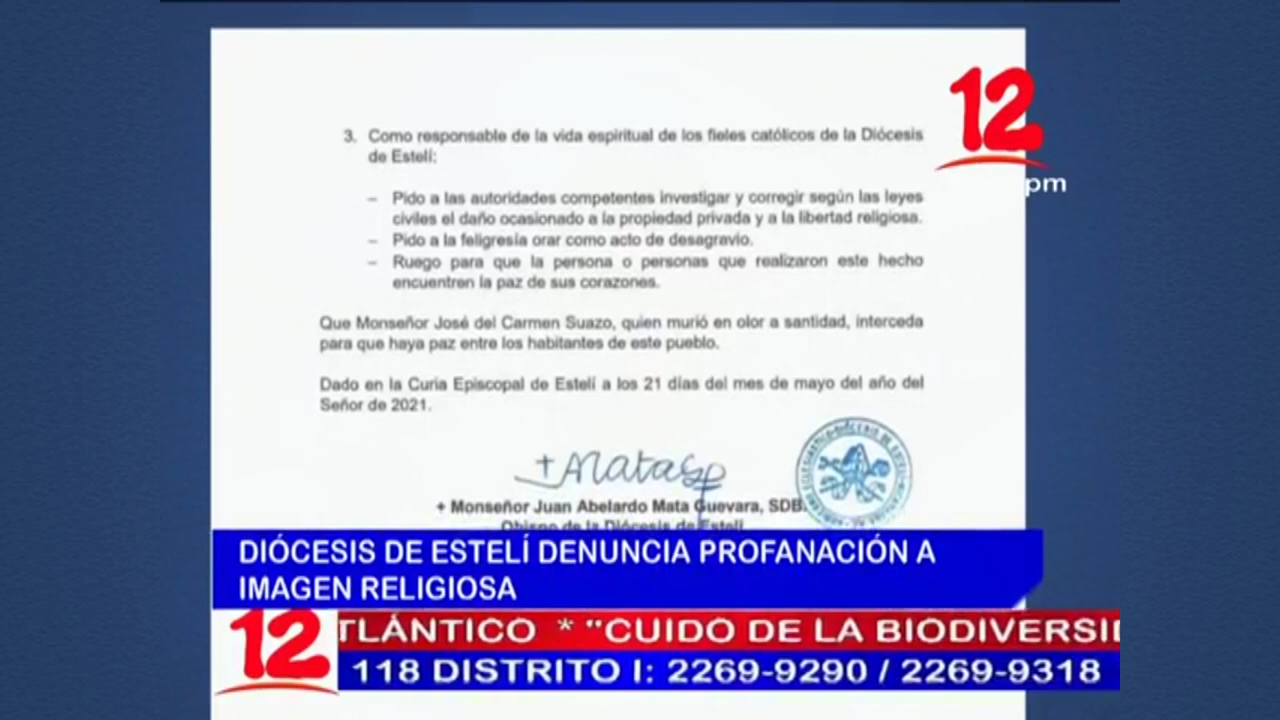 12
pm
3. Como responsable de la vida espiritual de los fieles católicos de la Diócesis
de Estelí:
– Pido a las autoridades competentes investigar y corregir según las leyes
civiles el daño ocasionado a la propiedad privada y a la libertad religiosa.
– Pido a la feligresía orar como acto de desagravio.
– Ruego para que la persona o personas que realizaron este hecho
encuentren la paz de sus corazones.
Que Monseñor José del Carmen Suazo, quien murió en olor a santidad, interceda
para que haya paz entre los habitantes de este pueblo.
Dado en la Curia Episcopal de Estelí a los 21 días del mes de mayo del año del
Señor de 2021.
+ Monseñor Juan Abelardo Mata Guevara, SDB.
Obispo de la Diócesis de Estelí
DIÓCESIS DE ESTELÍ DENUNCIA PROFANACIÓN A
IMAGEN RELIGIOSA
12
TLÁNTICO * "CUIDO DE LA BIODIVERSI
118 DISTRITO I: 2269-9290 / 2269-9318